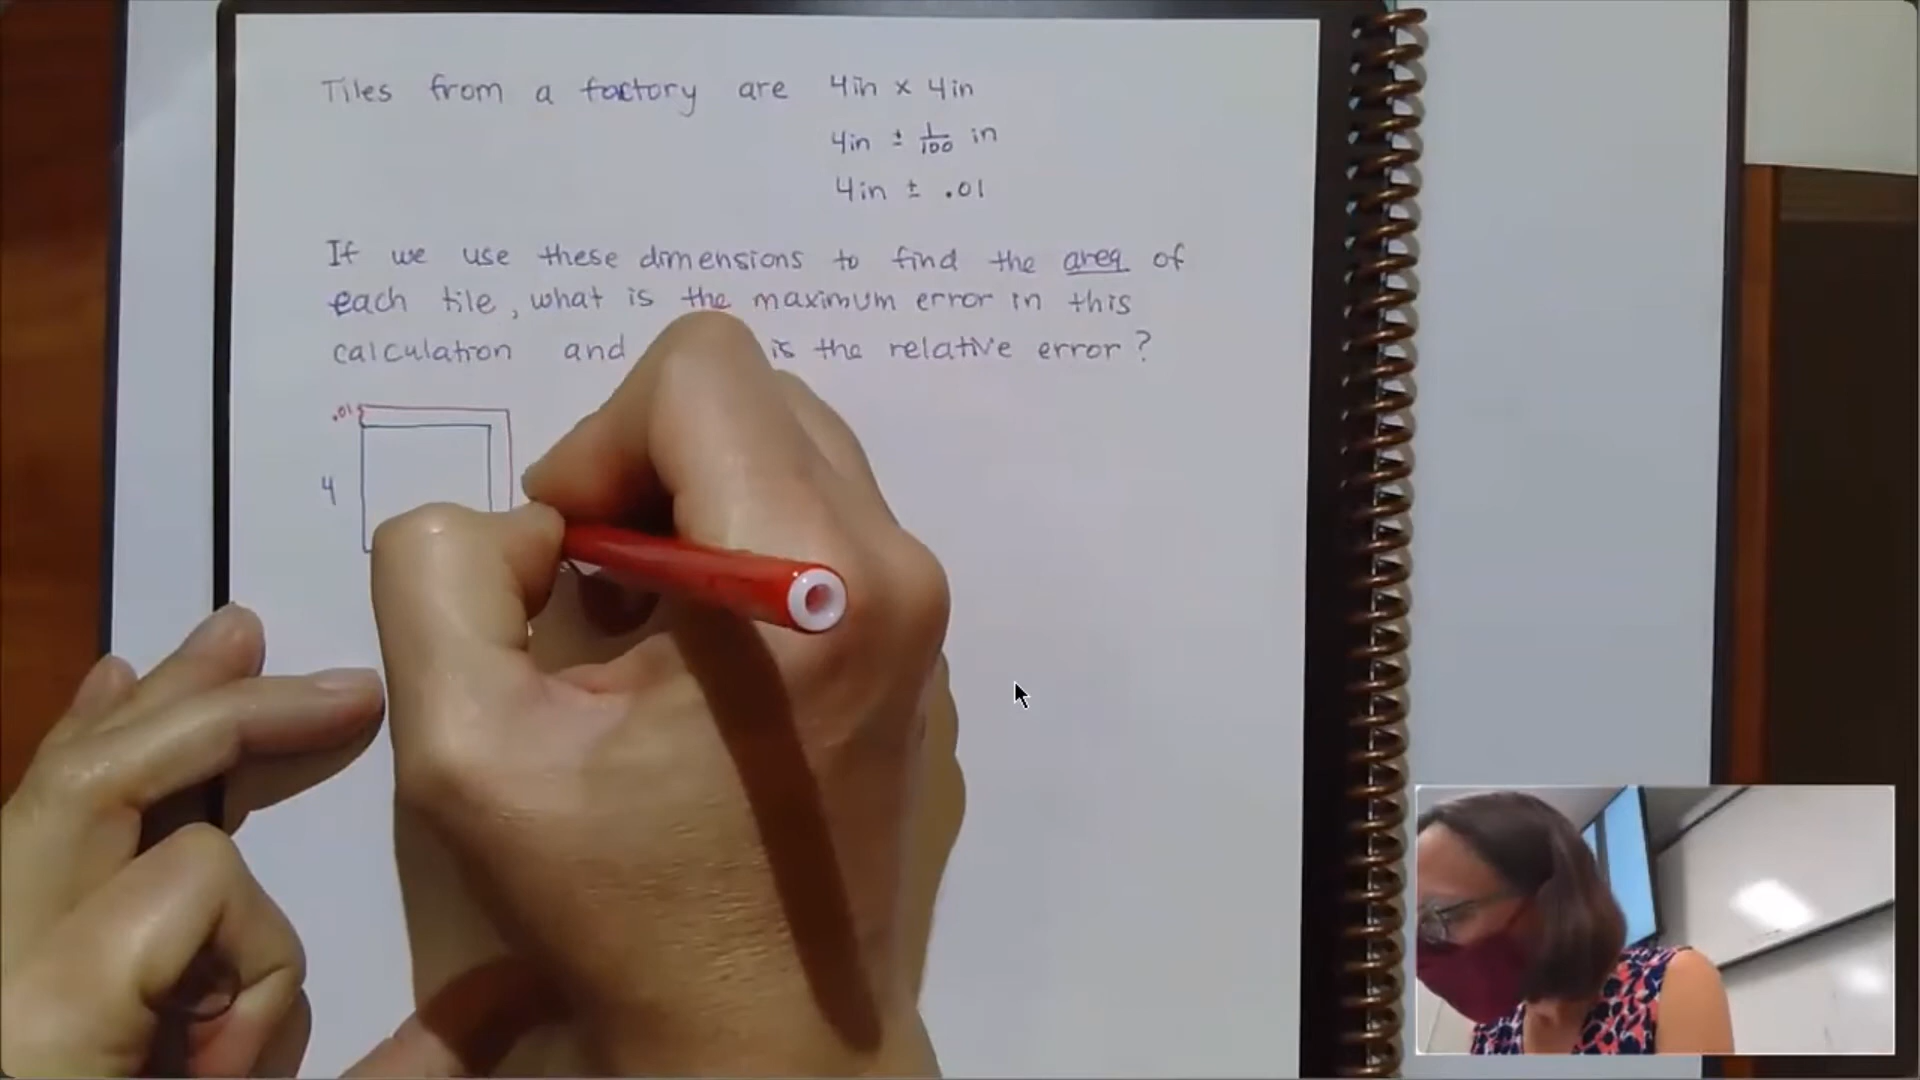 Tiles from a factory are 4in x 4in
4in ± 1/100 in
4in ± .01
If we use these dimensions to find the area of
each tile, what is the maximum error in this
calculation and is the relative error?
.01
4